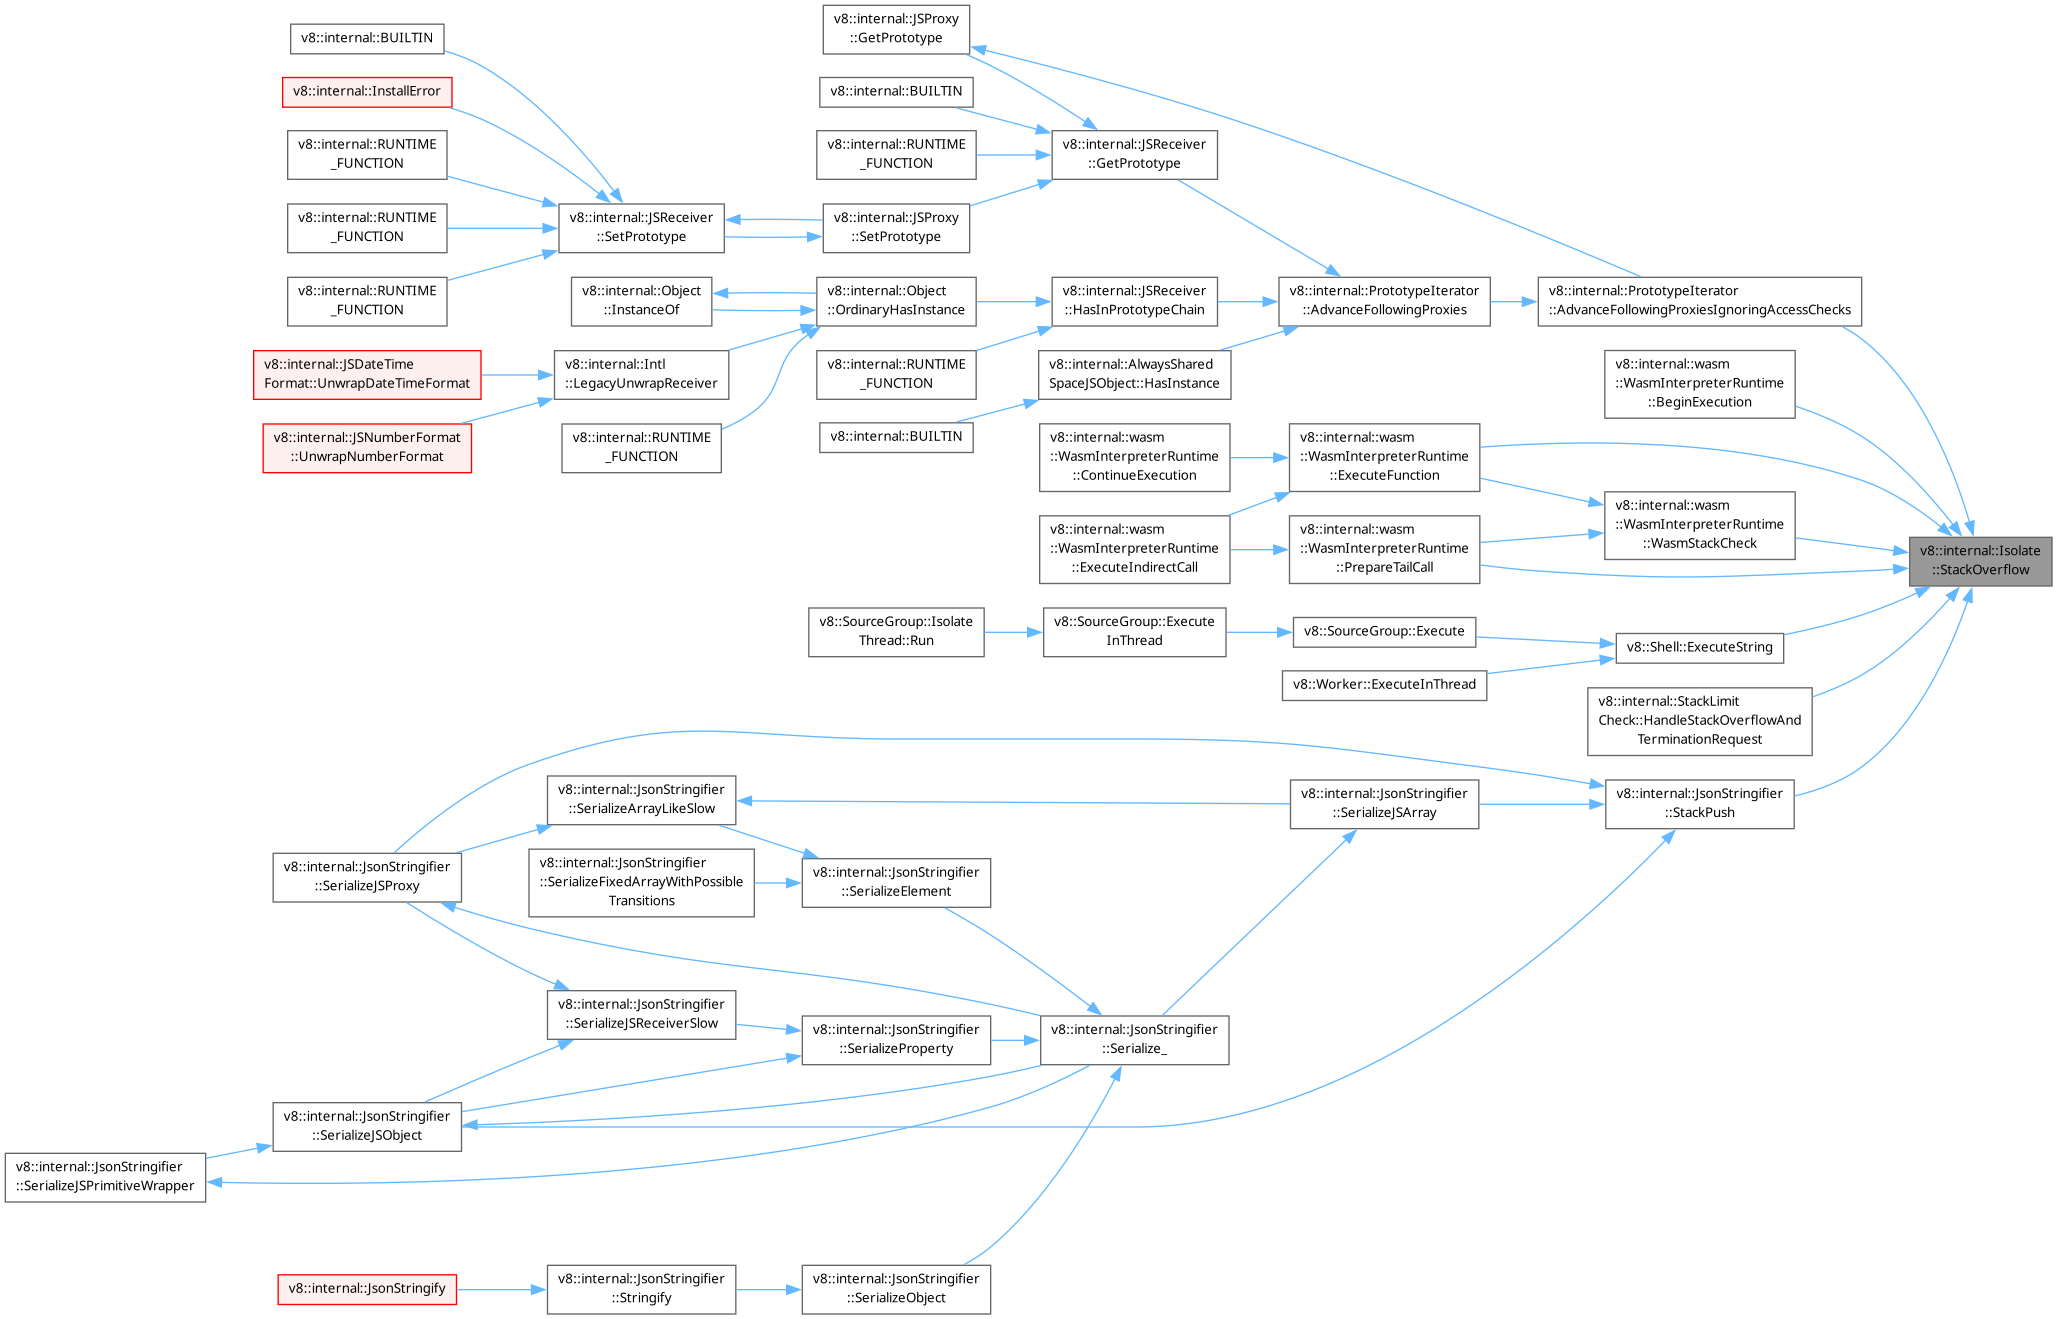 v8::internal::JSProxy
::GetPrototype
v8::internal::BUILTIN
v8::internal::InstallError
v8::internal::BUILTIN
v8::internal::RUNTIME
_FUNCTION
v8::internal::RUNTIME
_FUNCTION
v8::internal::JSReceiver
::GetPrototype
v8::internal::RUNTIME
_FUNCTION
v8::internal::JSReceiver
::SetPrototype
v8::internal::JSProxy
::SetPrototype
v8::internal::RUNTIME
_FUNCTION
v8::internal::Object
::InstanceOf
v8::internal::Object
::OrdinaryHasInstance
v8::internal::JSReceiver
::HasInPrototypeChain
v8::internal::PrototypeIterator
::AdvanceFollowingProxies
v8::internal::PrototypeIterator
::AdvanceFollowingProxiesIgnoringAccessChecks
v8::internal::JSDateTime
Format::UnwrapDateTimeFormat
v8::internal::Intl
::LegacyUnwrapReceiver
v8::internal::RUNTIME
_FUNCTION
v8::internal::AlwaysShared
SpaceJSObject::HasInstance
v8::internal::wasm
::WasmInterpreterRuntime
::BeginExecution
v8::internal::JSNumberFormat
::UnwrapNumberFormat
v8::internal::RUNTIME
_FUNCTION
v8::internal::BUILTIN
v8::internal::wasm
::WasmInterpreterRuntime
::ContinueExecution
v8::internal::wasm
::WasmInterpreterRuntime
::ExecuteFunction
v8::internal::wasm
::WasmInterpreterRuntime
::WasmStackCheck
v8::internal::wasm
::WasmInterpreterRuntime
::ExecuteIndirectCall
v8::internal::wasm
::WasmInterpreterRuntime
::PrepareTailCall
v8::internal::Isolate
::StackOverflow
v8::SourceGroup::Isolate
Thread::Run
v8::SourceGroup::Execute
InThread
v8::SourceGroup::Execute
v8::Shell::ExecuteString
v8::Worker::ExecuteInThread
v8::internal::StackLimit
Check::HandleStackOverflowAnd
TerminationRequest
v8::internal::JsonStringifier
::SerializeArrayLikeSlow
v8::internal::JsonStringifier
::SerializeJSArray
v8::internal::JsonStringifier
::StackPush
v8::internal::JsonStringifier
::SerializeJSProxy
v8::internal::JsonStringifier
::SerializeFixedArrayWithPossible
Transitions
v8::internal::JsonStringifier
::SerializeElement
v8::internal::JsonStringifier
::SerializeJSReceiverSlow
v8::internal::JsonStringifier
::SerializeProperty
v8::internal::JsonStringifier
::Serialize_
v8::internal::JsonStringifier
::SerializeJSObject
v8::internal::JsonStringifier
::SerializeJSPrimitiveWrapper
v8::internal::JsonStringify
v8::internal::JsonStringifier
::Stringify
v8::internal::JsonStringifier
::SerializeObject